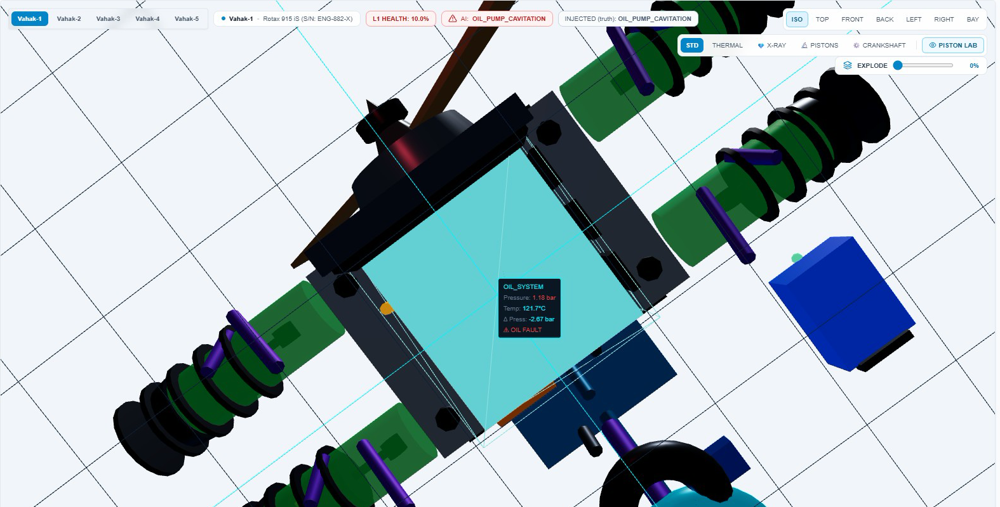 Vahak-1 Vahak-2 Vahak-3 Vahak-4 Vahak-5
Vahak-1 - Rotax 915 iS (S/N: ENG-882-X)
L1 HEALTH: 10.0%
AI: OIL_PUMP_CAVITATION
INJECTED (truth): OIL_PUMP_CAVITATION
ISO TOP FRONT BACK LEFT RIGHT BAY
STD THERMAL X-RAY PISTONS CRANKSHAFT PISTON LAB
EXPLODE 0%
OIL_SYSTEM
Pressure: 1.18 bar
Temp: 121.7°C
Δ Press: -2.67 bar
⚠ OIL FAULT